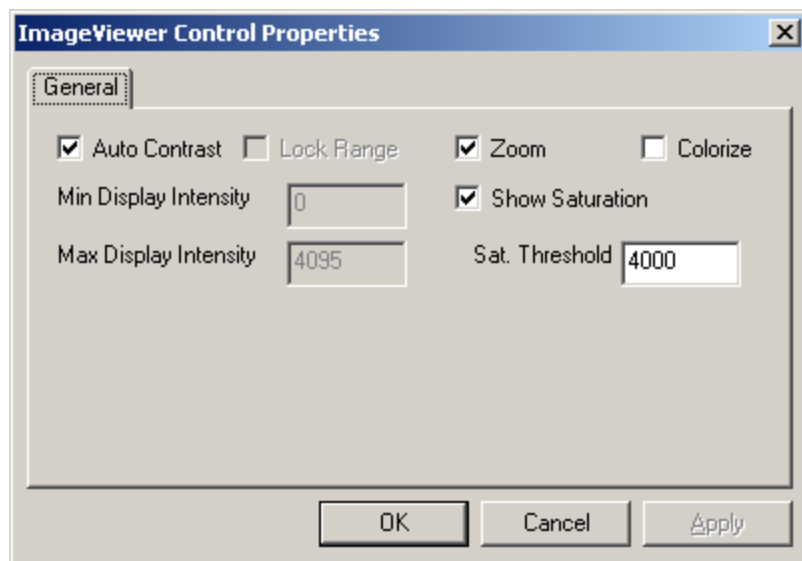 ImageViewer Control Properties
General
Auto Contrast Lock Range Zoom Colorize
Min Display Intensity 0 Show Saturation
Max Display Intensity 4095 Sat. Threshold 4000
OK Cancel Apply